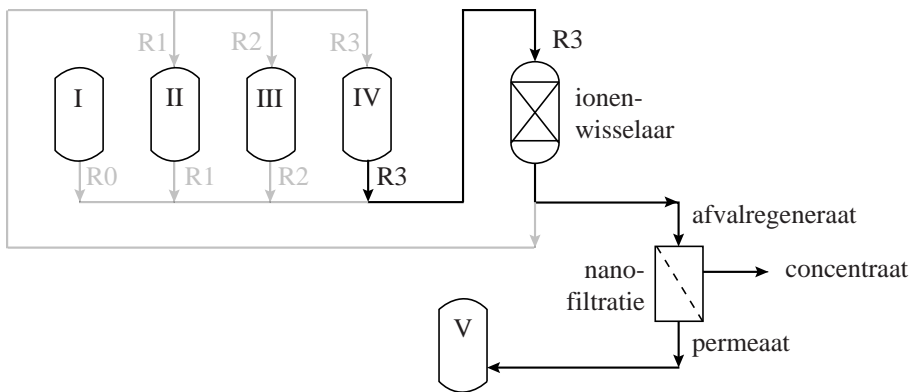 R1
R2
R3
R3
I
II
III
IV
ionen-
wisselaar
R0
R1
R2
R3
afvalregeneraat
nano-
filtratie
concentraat
V
permeaat